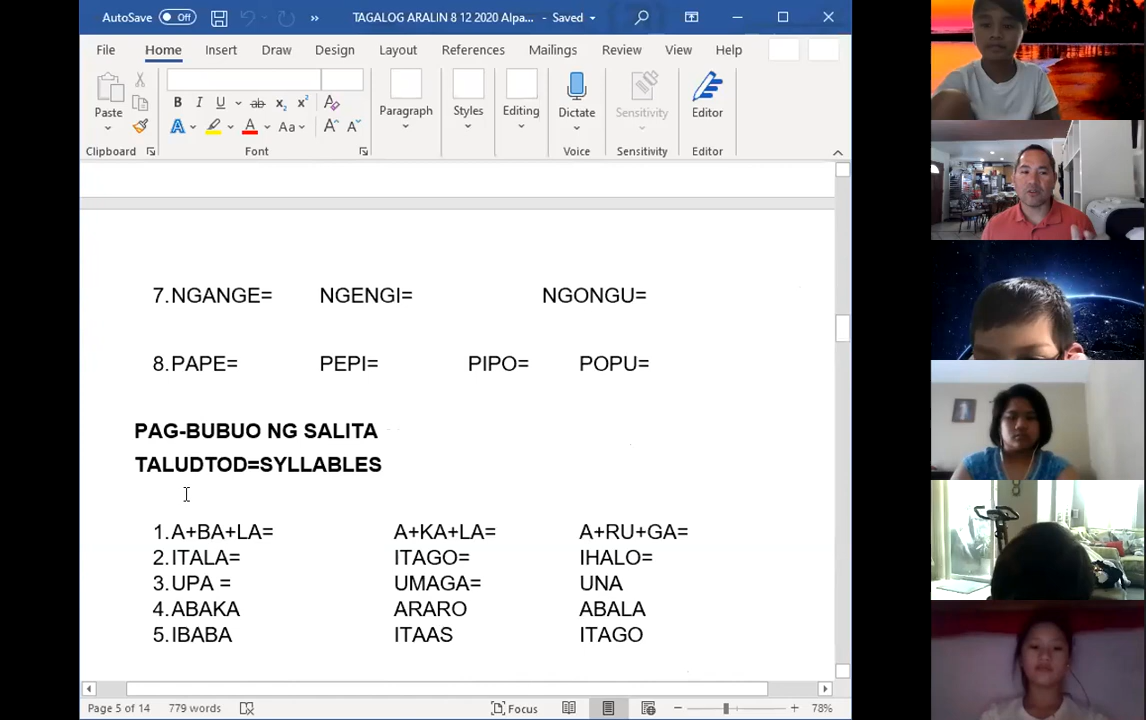 AutoSave Off TAGALOG ARALIN 8 12 2020 Alpa... - Saved
File Home Insert Draw Design Layout References Mailings Review View Help
Paste Paragraph Styles Editing Dictate Sensitivity Editor
Clipboard Font Voice Sensitivity Editor
7. NGANGE= NGENGI= NGONGU=
8. PAPE= PEPI= PIPO= POPU=
PAG-BUBUO NG SALITA
TALUDTOD=SYLLABLES
1. A+BA+LA= A+KA+LA= A+RU+GA=
2. ITALA= ITAGO= IHALO=
3. UPA = UMAGA= UNA
4. ABAKA ARARO ABALA
5. IBABA ITAAS ITAGO
Page 5 of 14 779 words Focus 78%